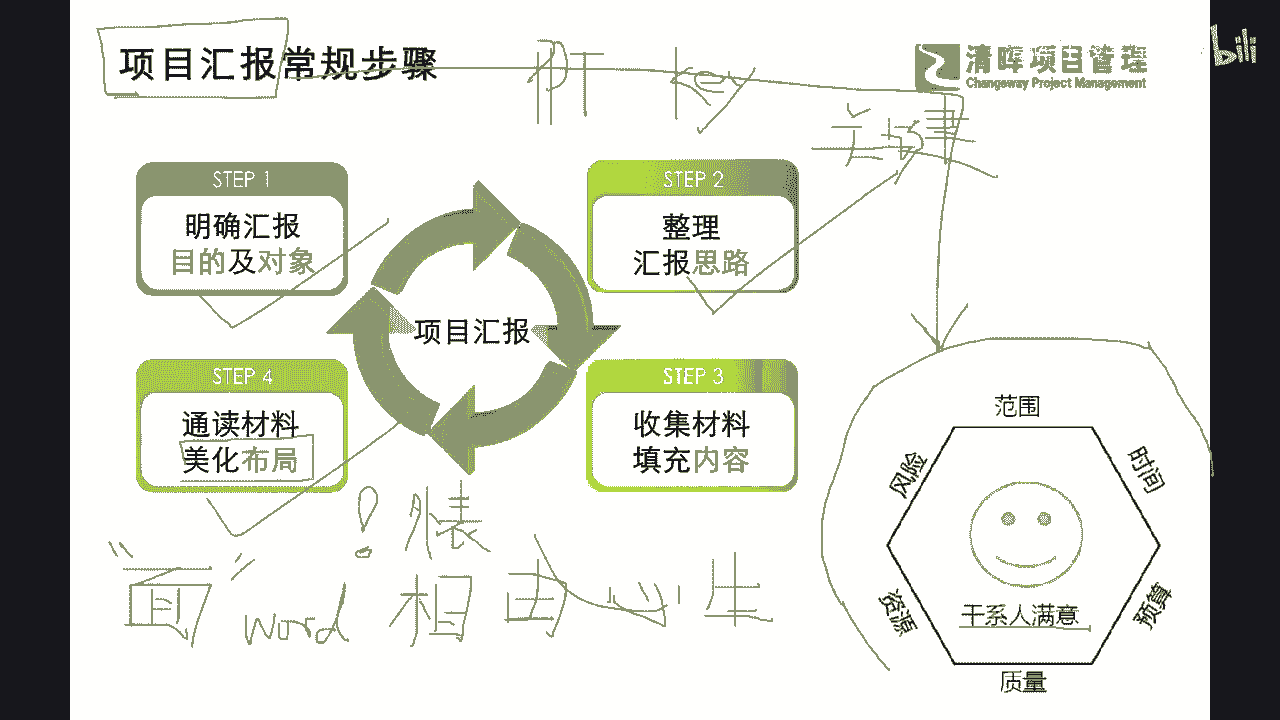 项目汇报常规步骤
清晖项目管理
Changeway Project Management
bili
关键
STEP 1
明确汇报
目的及对象
STEP 2
整理
汇报思路
项目汇报
STEP 4
通读材料
美化布局
STEP 3
收集材料
填充内容
范围
风险
时间
资源
干系人满意
预算
质量
! 外表
“面” word 相由心生